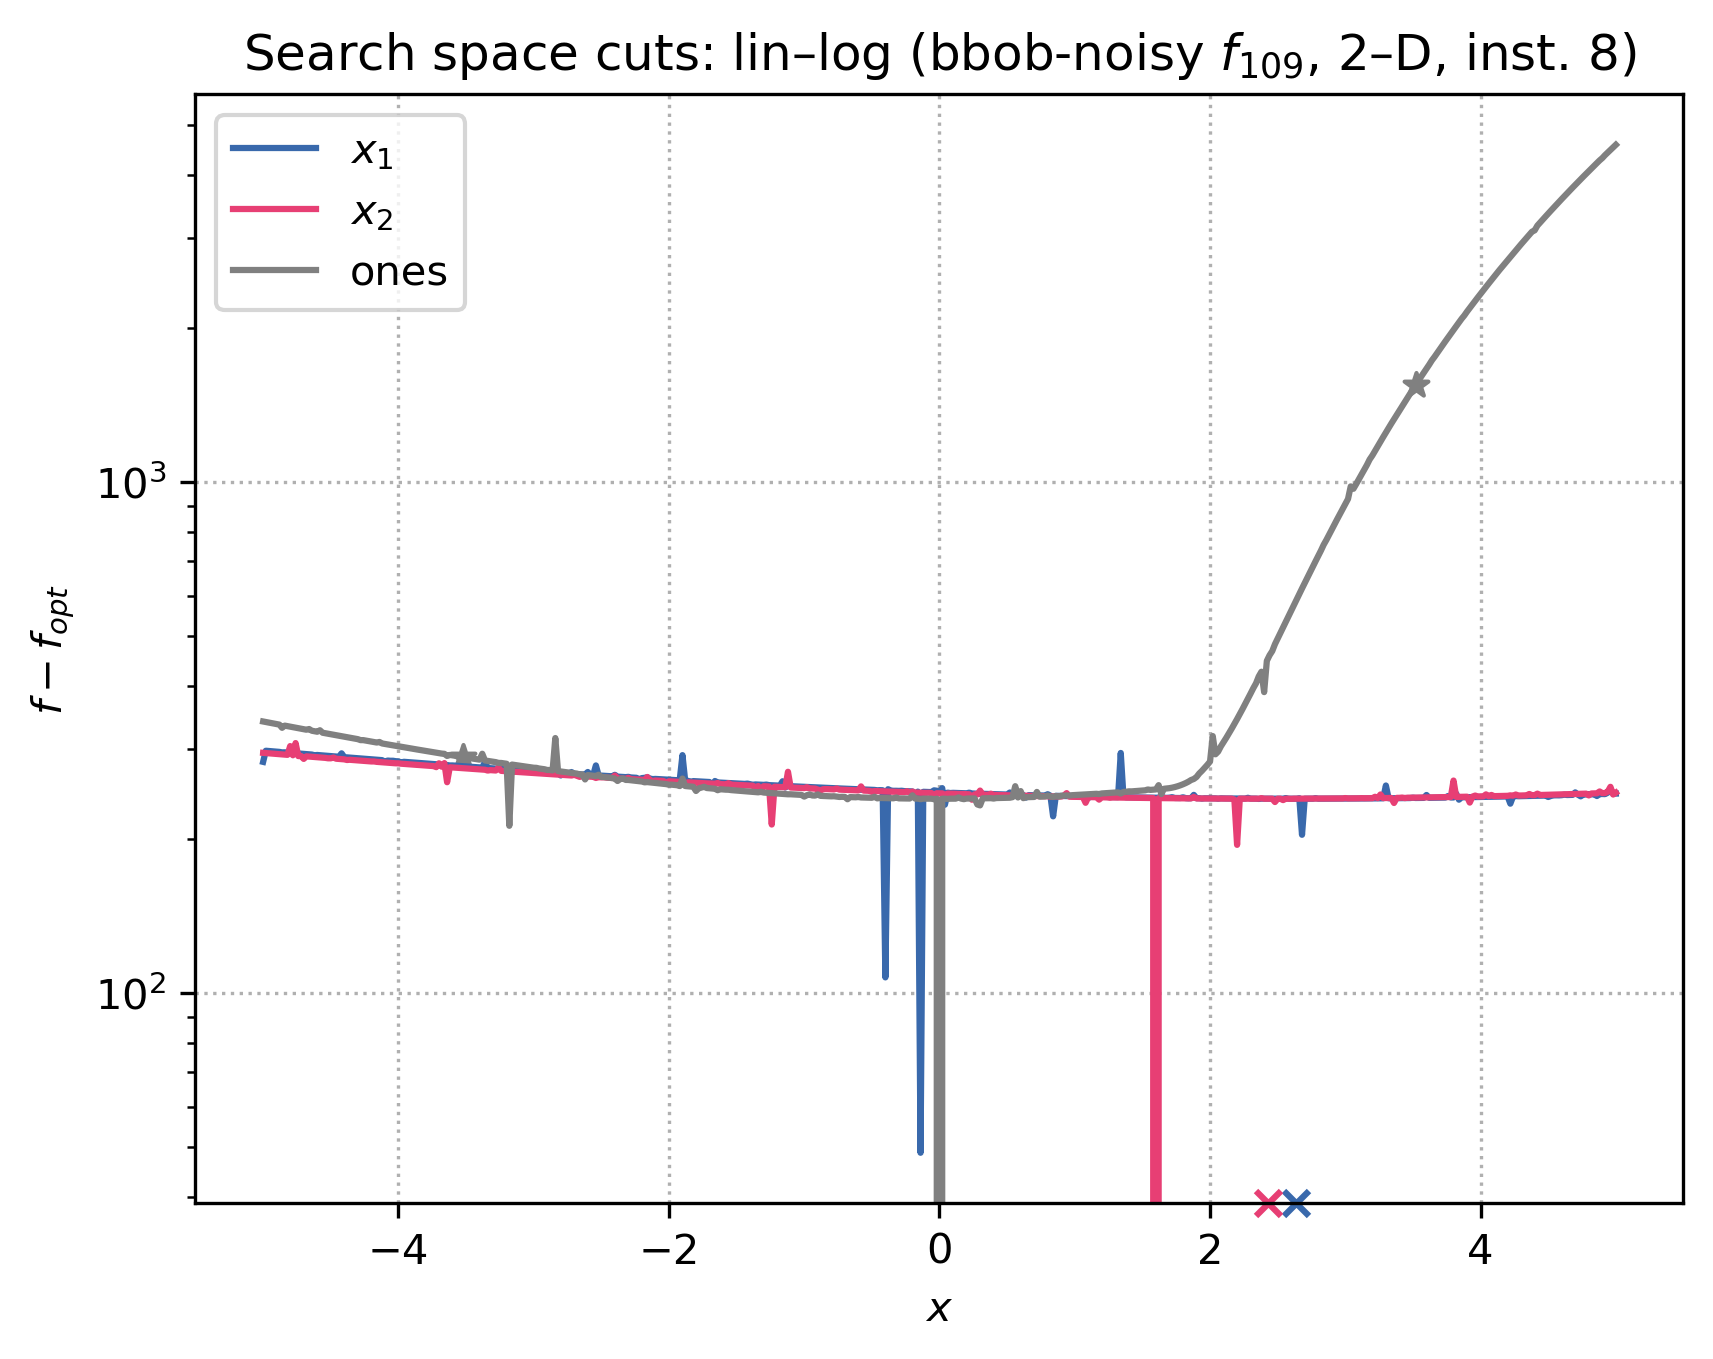 Search space cuts: lin–log (bbob-noisy f₁₀₉, 2–D, inst. 8)
x₁
x₂
ones
f − fₒₚₜ
10³
10²
−4 −2 0 2 4
x